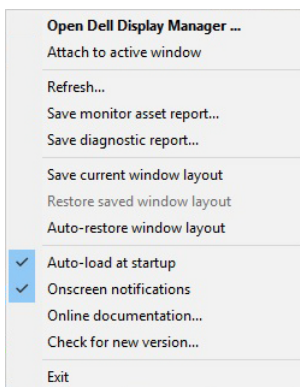 Open Dell Display Manager ...
Attach to active window
Refresh...
Save monitor asset report...
Save diagnostic report...
Save current window layout
Restore saved window layout
Auto-restore window layout
Auto-load at startup
Onscreen notifications
Online documentation...
Check for new version...
Exit